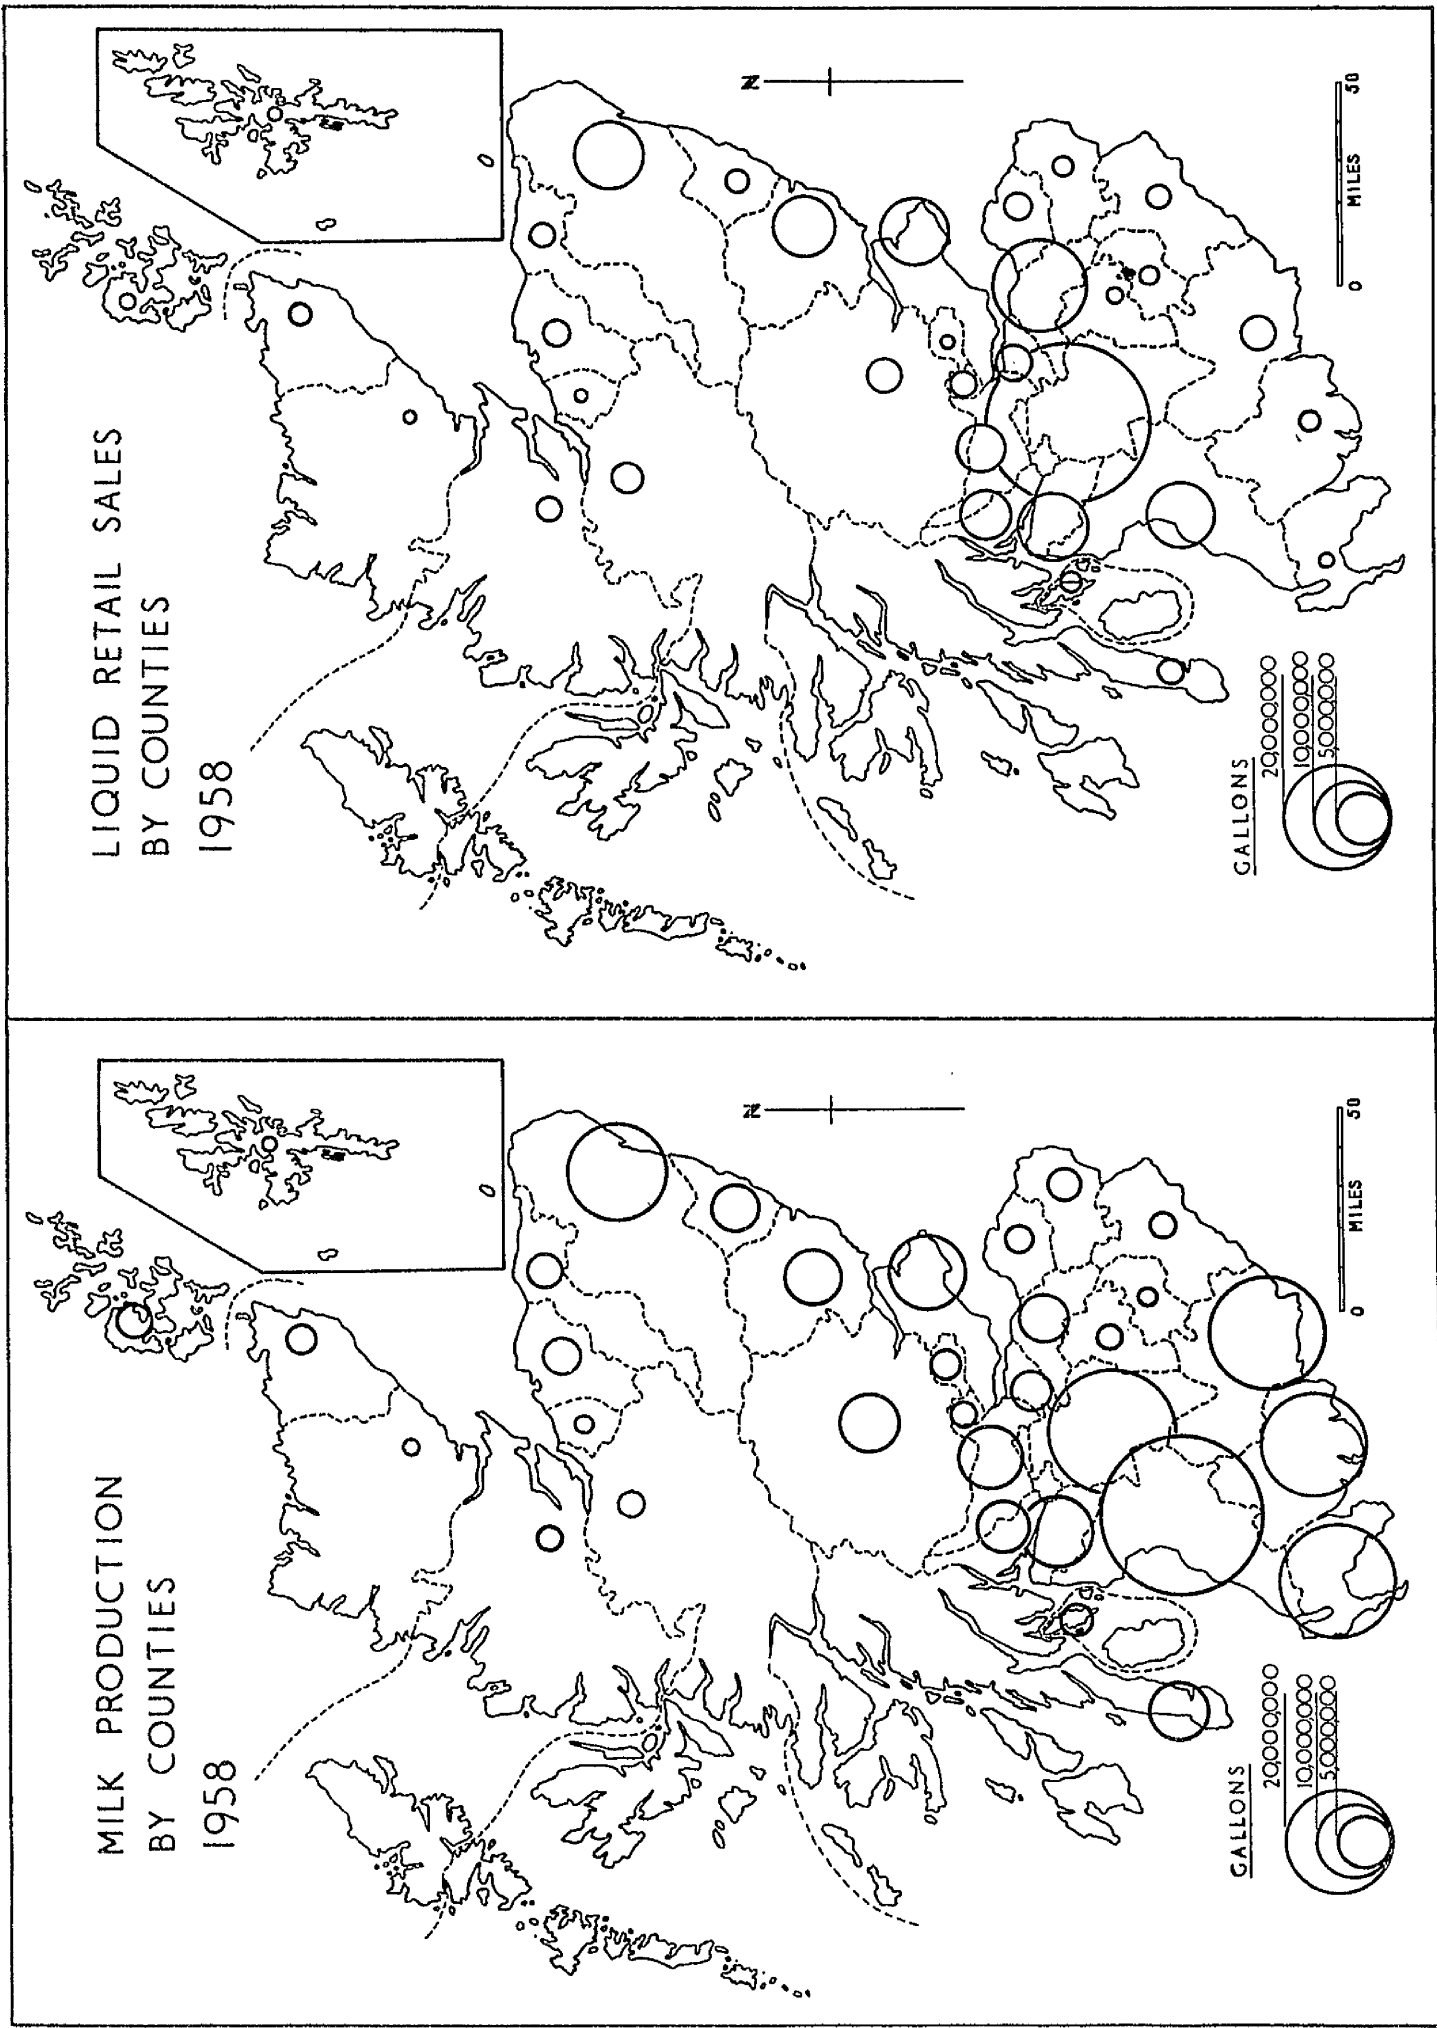 MILK PRODUCTION
BY COUNTIES
1958
N
GALLONS
20,000,000
10,000,000
5,000,000
0
MILES
50
LIQUID RETAIL SALES
BY COUNTIES
1958
N
GALLONS
20,000,000
10,000,000
5,000,000
0
MILES
50